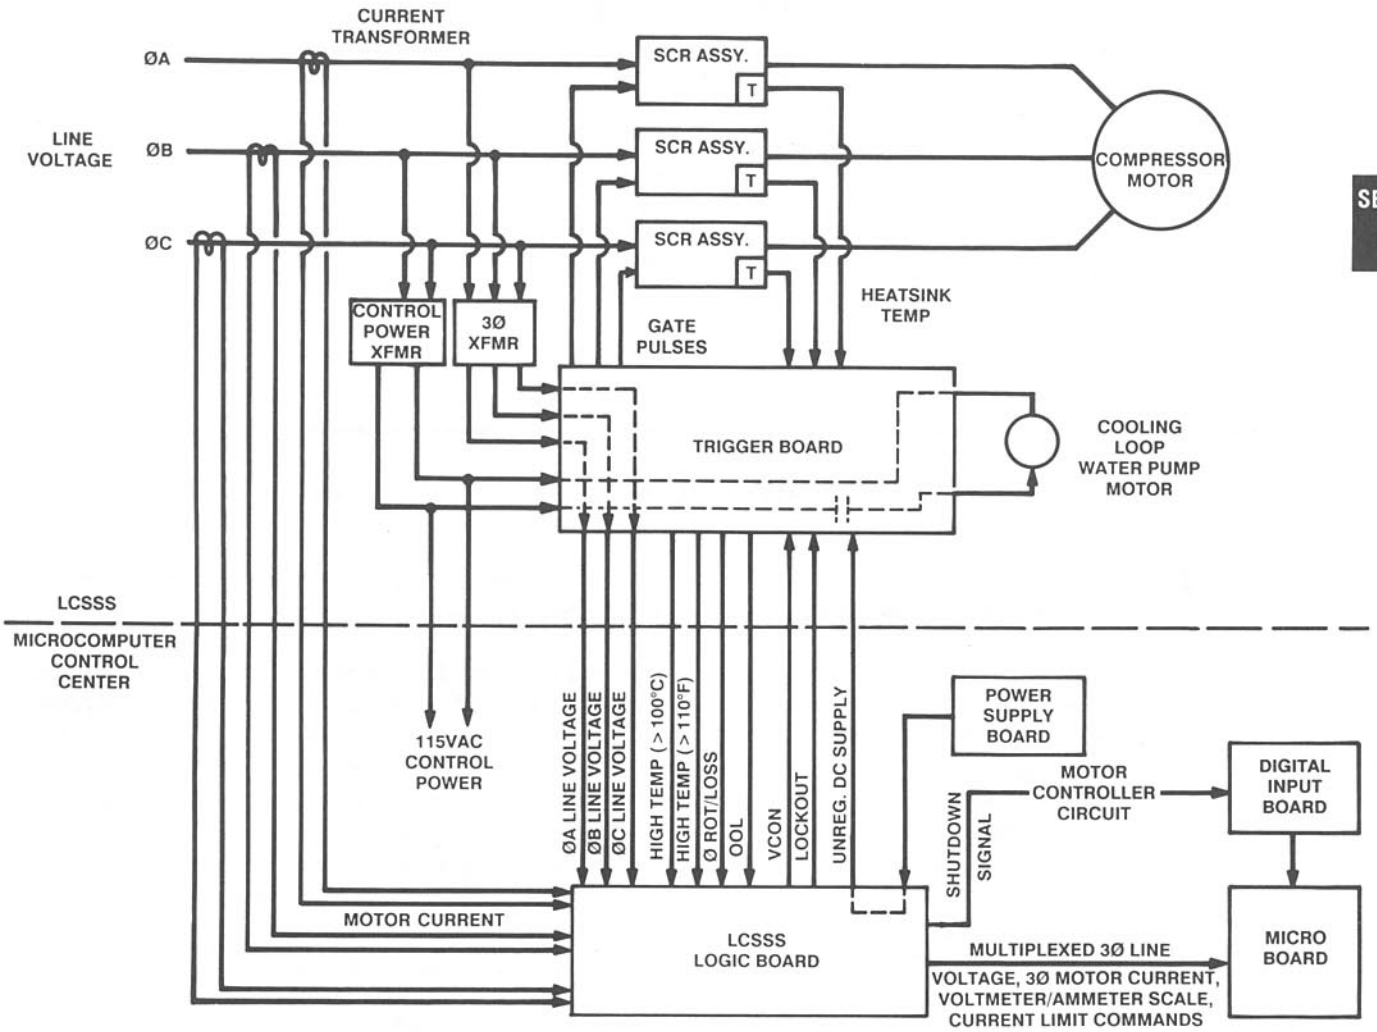 CURRENT
TRANSFORMER
ØA
SCR ASSY.
T
LINE
VOLTAGE
ØB
SCR ASSY.
T
COMPRESSOR
MOTOR
ØC
SCR ASSY.
T
CONTROL
POWER
XFMR
3Ø
XFMR
GATE
PULSES
HEATSINK
TEMP
TRIGGER BOARD
COOLING
LOOP
WATER PUMP
MOTOR
LCSSS
MICROCOMPUTER
CONTROL
CENTER
115VAC
CONTROL
POWER
ØA LINE VOLTAGE
ØB LINE VOLTAGE
ØC LINE VOLTAGE
HIGH TEMP ( > 100°C)
HIGH TEMP (> 110°F)
Ø ROT/LOSS
OOL
VCON
LOCKOUT
UNREG. DC SUPPLY
POWER
SUPPLY
BOARD
SHUTDOWN
SIGNAL
MOTOR
CONTROLLER
CIRCUIT
DIGITAL
INPUT
BOARD
MOTOR CURRENT
LCSSS
LOGIC BOARD
MULTIPLEXED 3Ø LINE
VOLTAGE, 3Ø MOTOR CURRENT,
VOLTMETER/AMMETER SCALE,
CURRENT LIMIT COMMANDS
MICRO
BOARD